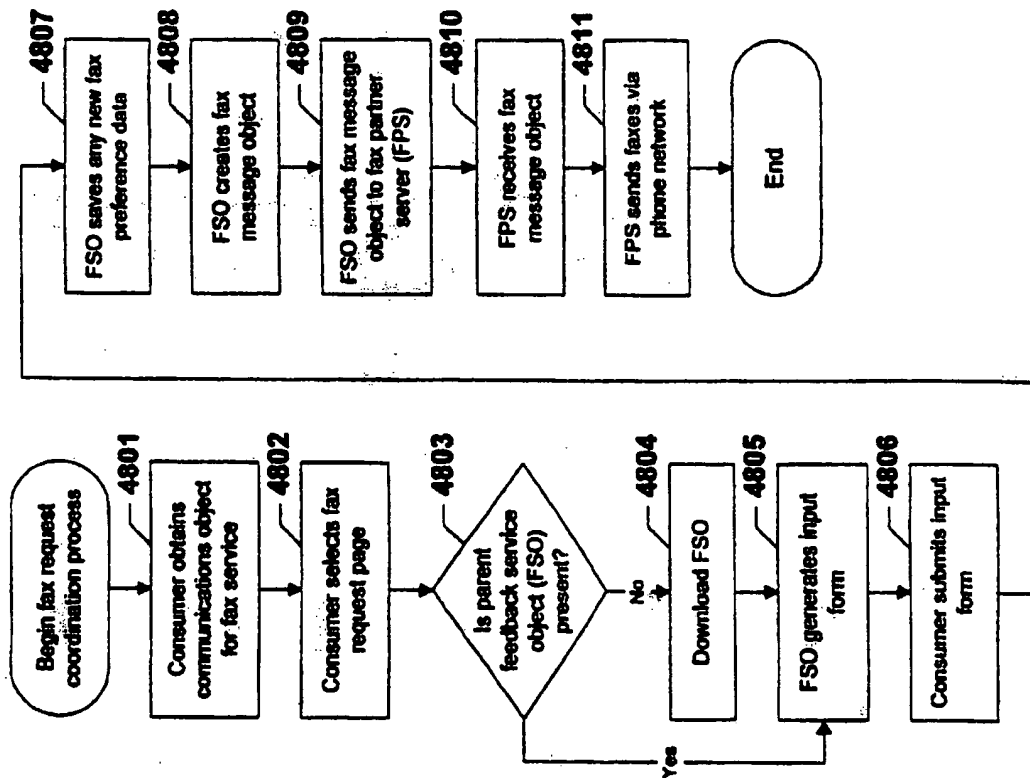 Begin fax request
coordination process
4801
Consumer obtains
communications object
for fax service
4802
Consumer selects fax
request page
4803
Is parent
feedback service
object (FSO)
present?
No
Yes
4804
Download FSO
4805
FSO generates input
form
4806
Consumer submits input
form
4807
FSO saves any new fax
preference data
4808
FSO creates fax
message object
4809
FSO sends fax message
object to fax partner
server (FPS)
4810
FPS receives fax
message object
4811
FPS sends faxes via
phone network
End